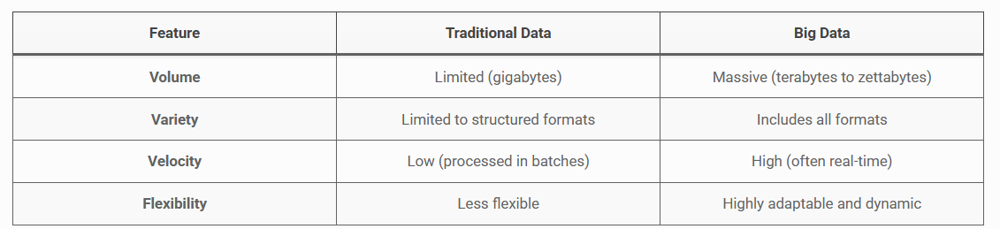 Feature Traditional Data Big Data
Volume Limited (gigabytes) Massive (terabytes to zettabytes)
Variety Limited to structured formats Includes all formats
Velocity Low (processed in batches) High (often real-time)
Flexibility Less flexible Highly adaptable and dynamic